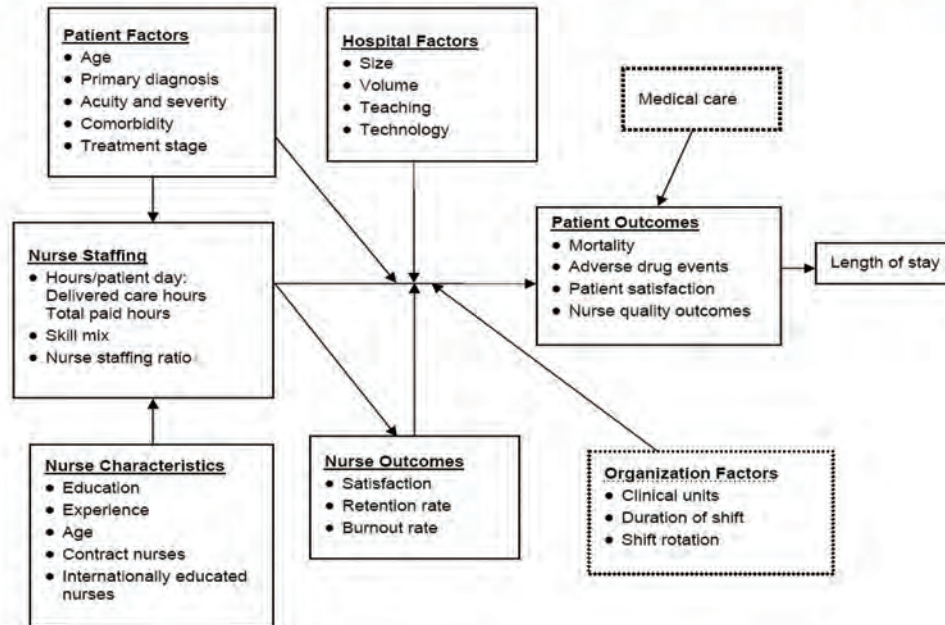 Patient Factors
● Age
● Primary diagnosis
● Acuity and severity
● Comorbidity
● Treatment stage
Hospital Factors
● Size
● Volume
● Teaching
● Technology
Medical care
Nurse Staffing
● Hours/patient day:
Delivered care hours
Total paid hours
● Skill mix
● Nurse staffing ratio
Patient Outcomes
● Mortality
● Adverse drug events
● Patient satisfaction
● Nurse quality outcomes
Length of stay
Nurse Characteristics
● Education
● Experience
● Age
● Contract nurses
● Internationally educated
nurses
Nurse Outcomes
● Satisfaction
● Retention rate
● Burnout rate
Organization Factors
● Clinical units
● Duration of shift
● Shift rotation